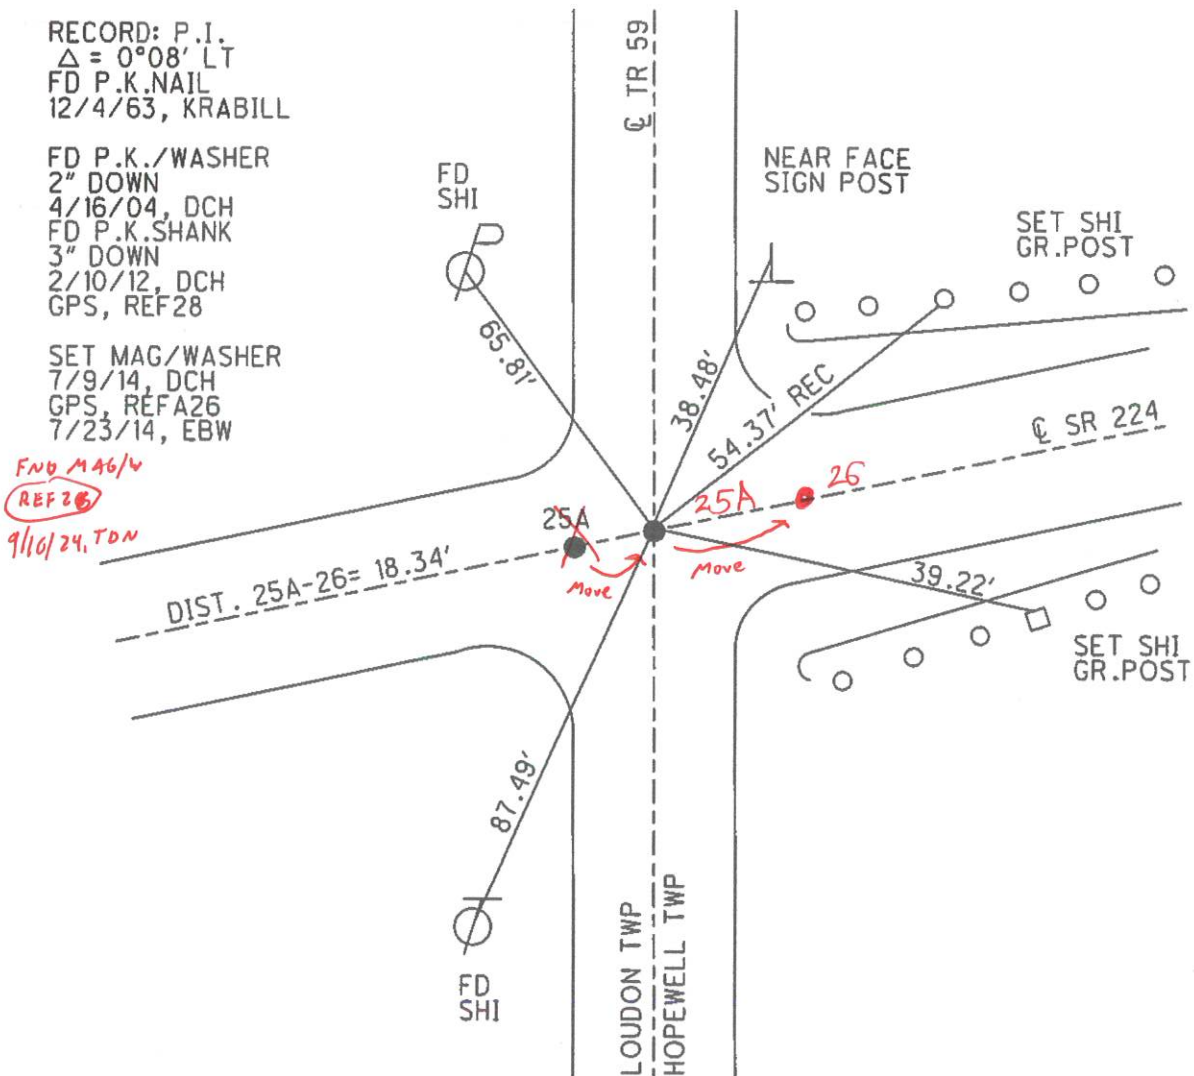 RECORD: P.I.
Δ = 0°08' LT
FD P.K.NAIL
12/4/63, KRABILL
FD P.K./WASHER
2" DOWN
4/16/04, DCH
FD P.K.SHANK
3" DOWN
2/10/12, DCH
GPS, REF28
SET MAG/WASHER
7/9/14, DCH
GPS, REFA26
7/23/14, EBW
FND MAG/W
REF 26
9/10/24, TDN
℄ TR 59
FD
SHI
NEAR FACE
SIGN POST
SET SHI
GR.POST
65.81'
38.48'
54.37' REC
℄ SR 224
25A
25A
26
Move
Move
DIST. 25A-26= 18.34'
39.22'
SET SHI
GR.POST
87.49'
FD
SHI
LOUDON TWP
HOPEWELL TWP